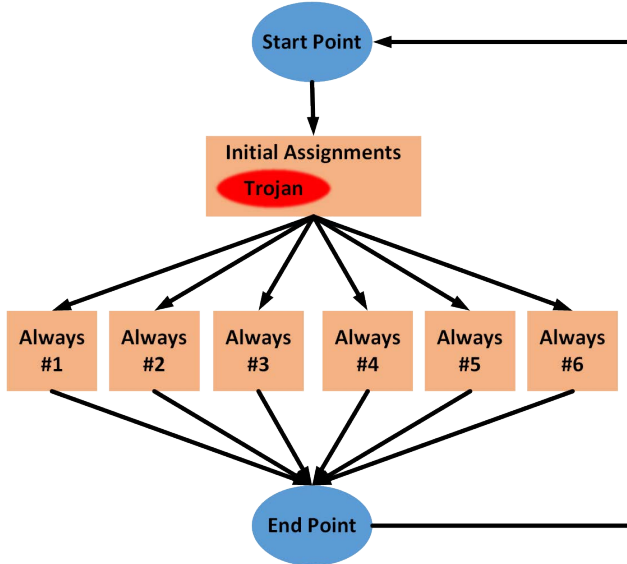 Start Point
Initial Assignments
Trojan
Always
#1
Always
#2
Always
#3
Always
#4
Always
#5
Always
#6
End Point